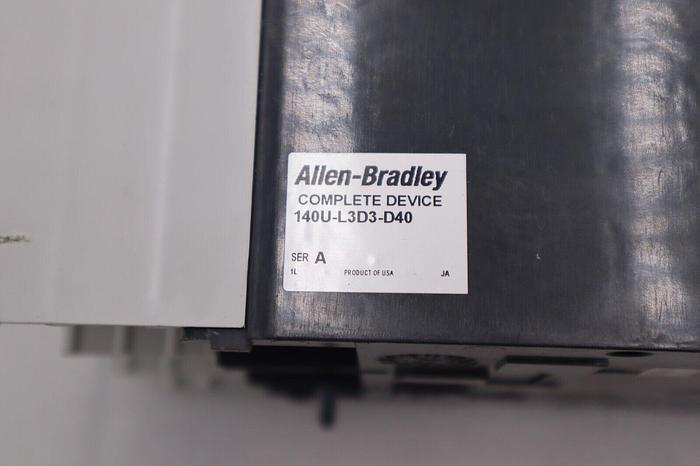 Allen-Bradley
COMPLETE DEVICE
140U-L3D3-D40
SER A
1L PRODUCT OF USA JA